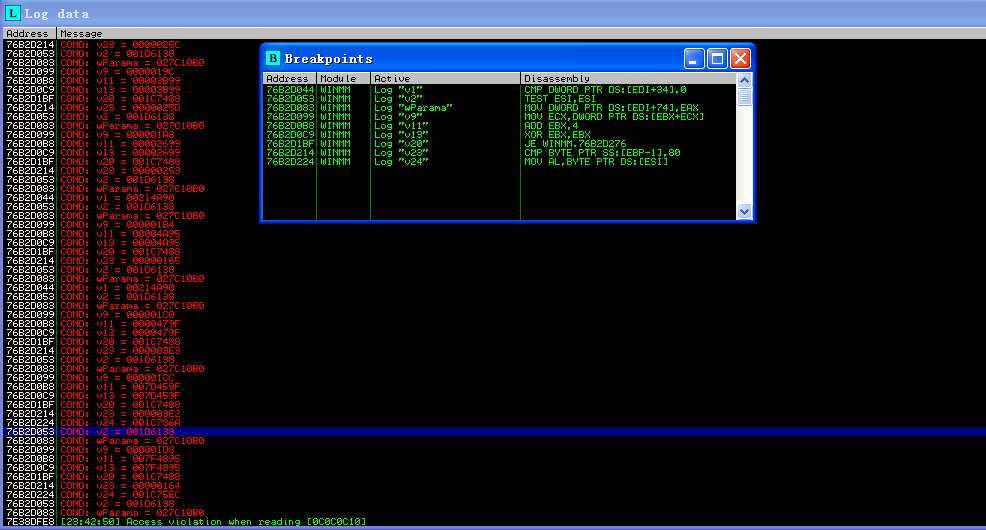 L Log data
Address Message
76B2D214 COND: v23 = 0000025C
76B2D053 COND: v2 = 001D6138
76B2D083 COND: wParama = 027C10B0
76B2D099 COND: v9 = 0000019C
76B2D0B8 COND: v11 = 00003B99
76B2D0C9 COND: v13 = 00003B99
76B2D1BF COND: v20 = 001C7488
76B2D214 COND: v23 = 0000025D
76B2D053 COND: v2 = 001D6138
76B2D083 COND: wParama = 027C10B0
76B2D099 COND: v9 = 000001A8
76B2D0B8 COND: v11 = 00002699
76B2D0C9 COND: v13 = 00002699
76B2D1BF COND: v20 = 001C7488
76B2D214 COND: v23 = 00000253
76B2D053 COND: v2 = 001D6138
76B2D083 COND: wParama = 027C10B0
76B2D044 COND: v1 = 00214A90
76B2D053 COND: v2 = 001D6138
76B2D083 COND: wParama = 027C10B0
76B2D099 COND: v9 = 000001B4
76B2D0B8 COND: v11 = 00004A95
76B2D0C9 COND: v13 = 00004A95
76B2D1BF COND: v20 = 001C7488
76B2D214 COND: v23 = 00000165
76B2D053 COND: v2 = 001D6138
76B2D083 COND: wParama = 027C10B0
76B2D044 COND: v1 = 00214A90
76B2D053 COND: v2 = 001D6138
76B2D083 COND: wParama = 027C10B0
76B2D099 COND: v9 = 000001C0
76B2D0B8 COND: v11 = 0000479F
76B2D0C9 COND: v13 = 0000479F
76B2D1BF COND: v20 = 001C7488
76B2D214 COND: v23 = 000003E3
76B2D053 COND: v2 = 001D6138
76B2D083 COND: wParama = 027C10B0
76B2D099 COND: v9 = 000001CC
76B2D0B8 COND: v11 = 007D459F
76B2D0C9 COND: v13 = 007D459F
76B2D1BF COND: v20 = 001C7488
76B2D214 COND: v23 = 000003E2
76B2D224 COND: v24 = 001C786A
76B2D053 COND: v2 = 001D6138
76B2D083 COND: wParama = 027C10B0
76B2D099 COND: v9 = 000001D8
76B2D0B8 COND: v11 = 007F4895
76B2D0C9 COND: v13 = 007F4895
76B2D1BF COND: v20 = 001C7488
76B2D214 COND: v23 = 00000164
76B2D224 COND: v24 = 001C75EC
76B2D053 COND: v2 = 001D6138
76B2D083 COND: wParama = 027C10B0
7E38DFE8 [23:42:50] Access violation when reading [0C0C0C10]
B Breakpoints
Address Module Active Disassembly
76B2D044 WINMM Log "v1" CMP DWORD PTR DS:[EDI+34],0
76B2D053 WINMM Log "v2" TEST ESI,ESI
76B2D083 WINMM Log "wParama" MOV DWORD PTR DS:[EDI+74],EAX
76B2D099 WINMM Log "v9" MOV ECX,DWORD PTR DS:[EBX+ECX]
76B2D0B8 WINMM Log "v11" ADD EBX,4
76B2D0C9 WINMM Log "v13" XOR EBX,EBX
76B2D1BF WINMM Log "v20" JE WINMM.76B2D276
76B2D214 WINMM Log "v23" CMP BYTE PTR SS:[EBP-1],80
76B2D224 WINMM Log "v24" MOV AL,BYTE PTR DS:[ESI]